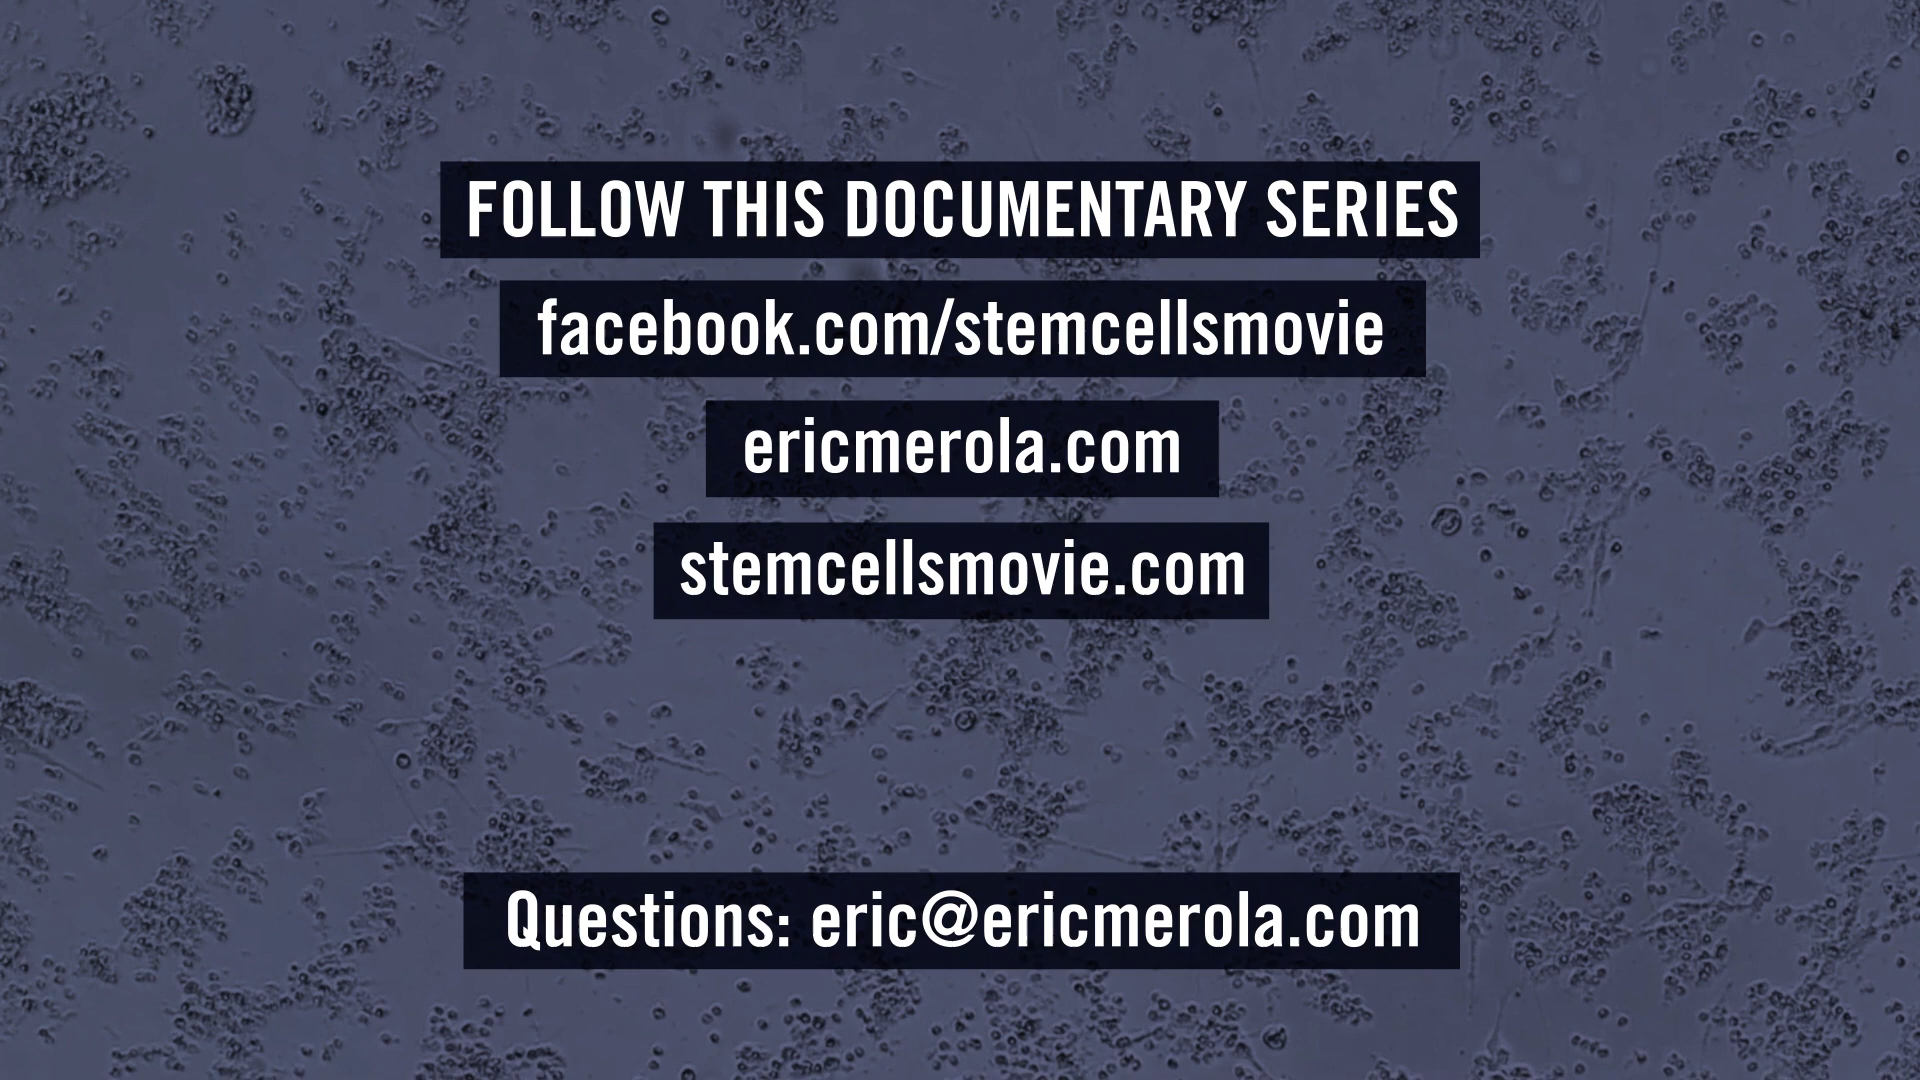 FOLLOW THIS DOCUMENTARY SERIES
facebook.com/stemcellsmovie
ericmerola.com
stemcellsmovie.com
Questions: eric@ericmerola.com